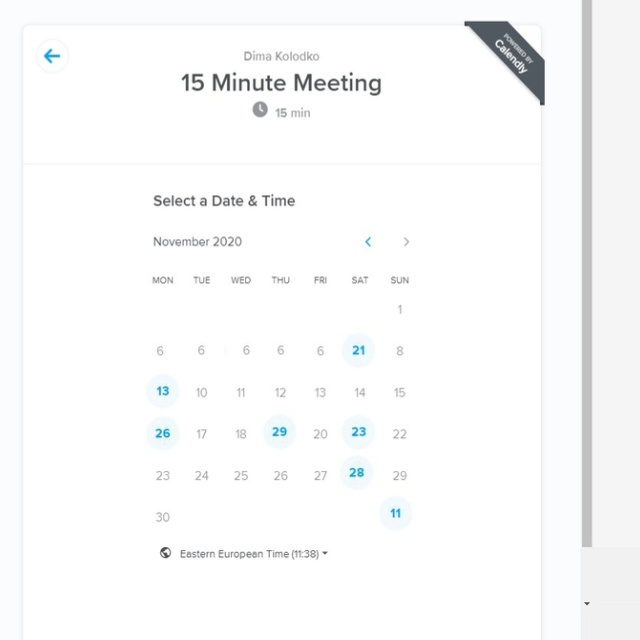 POWERED BY
Calendly
Dima Kolodko
15 Minute Meeting
15 min
Select a Date & Time
November 2020
MON TUE WED THU FRI SAT SUN
1
6 6 6 6 6 21 8
13 10 11 12 13 14 15
26 17 18 29 20 23 22
23 24 25 26 27 28 29
30 11
Eastern European Time (11:38)